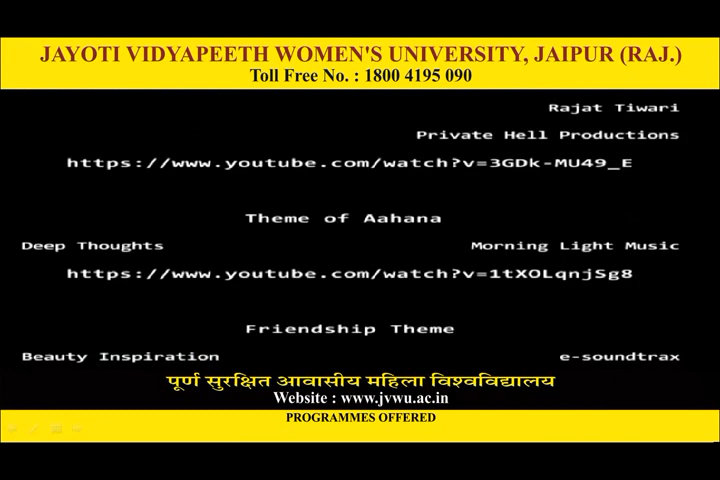 JAYOTI VIDYAPEETH WOMEN'S UNIVERSITY, JAIPUR (RAJ.)
Toll Free No. : 1800 4195 090
Rajat Tiwari
Private Hell Productions
https://www.youtube.com/watch?v=3GDk-MU49_E
Theme of Aahana
Deep Thoughts Morning Light Music
https://www.youtube.com/watch?v=1tXOLqnjSg8
Friendship Theme
Beauty Inspiration e-soundtrax
पूर्ण सुरक्षित आवासीय महिला विश्वविद्यालय
Website : www.jvwu.ac.in
PROGRAMMES OFFERED